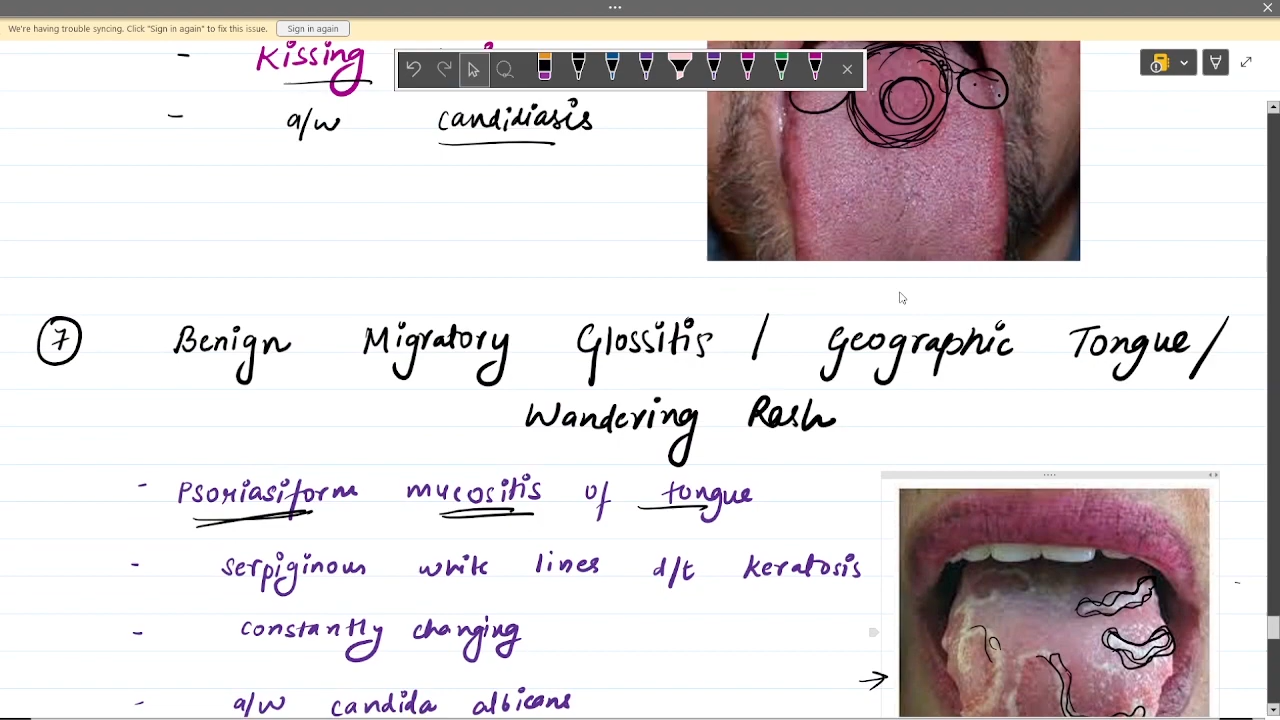 We're having trouble syncing. Click "Sign in again" to fix this issue. Sign in again
- Kissing
- a/w candidiasis
7 Benign Migratory Glossitis / Geographic Tongue/
Wandering Rash
- Psoriasiform mucositis of tongue
- serpiginous white lines d/t keratosis
- constantly changing
- a/w candida albicans